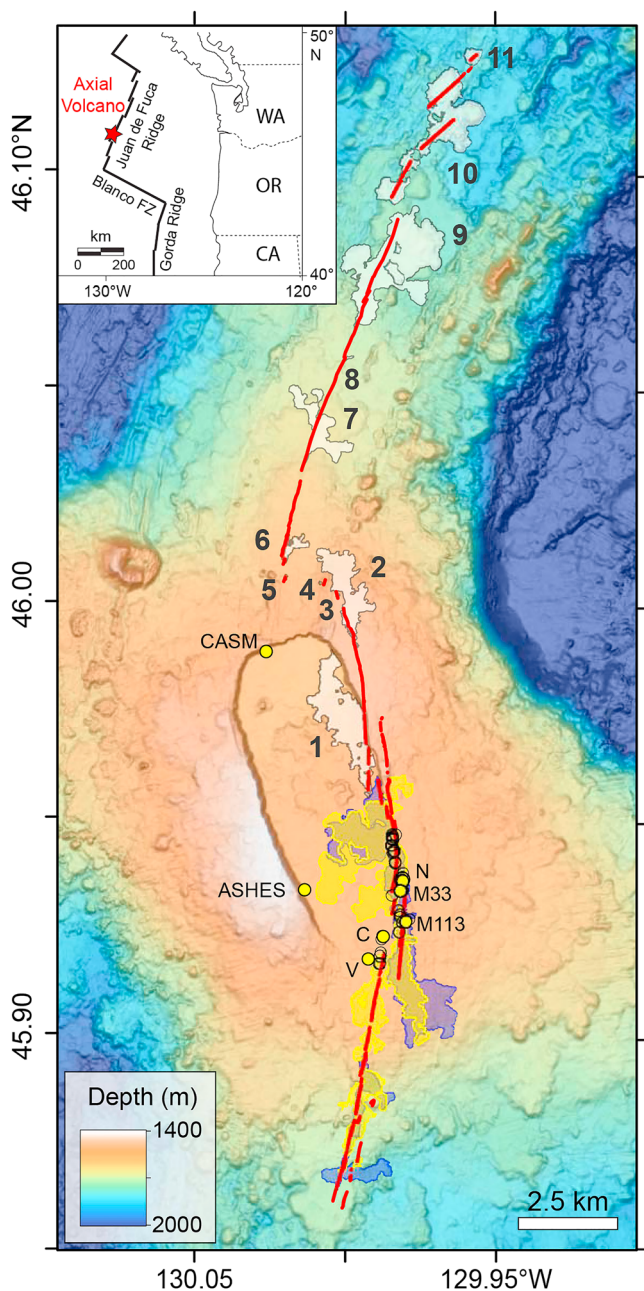 50°
N
Axial
Volcano
Juan de Fuca
Ridge
WA
Blanco FZ
OR
Gorda Ridge
km
0 200
CA
40°
130°W
120°
11
46.10°N
10
9
8
7
6
2
5
4
3
46.00
CASM
1
N
ASHES
M33
M113
C
V
45.90
Depth (m)
1400
2000
2.5 km
130.05
129.95°W